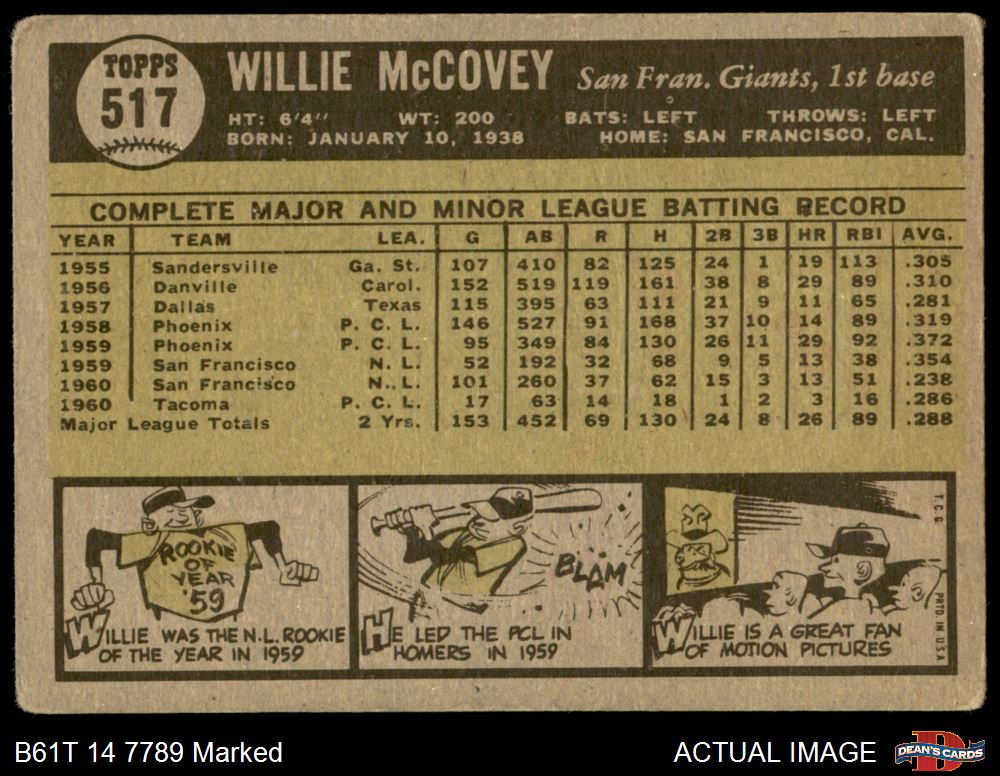 TOPPS
517
WILLIE McCOVEY San Fran. Giants, 1st base
HT: 6'4" WT: 200 BATS: LEFT THROWS: LEFT
BORN: JANUARY 10, 1938 HOME: SAN FRANCISCO, CAL.
COMPLETE MAJOR AND MINOR LEAGUE BATTING RECORD
YEAR TEAM LEA. G AB R H 2B 3B HR RBI AVG.
1955 Sandersville Ga. St. 107 410 82 125 24 1 19 113 .305
1956 Danville Carol. 152 519 119 161 38 8 29 89 .310
1957 Dallas Texas 115 395 63 111 21 9 11 65 .281
1958 Phoenix P. C. L. 146 527 91 168 37 10 14 89 .319
1959 Phoenix P. C. L. 95 349 84 130 26 11 29 92 .372
1959 San Francisco N. L. 52 192 32 68 9 5 13 38 .354
1960 San Francisco N. L. 101 260 37 62 15 3 13 51 .238
1960 Tacoma P. C. L. 17 63 14 18 1 2 3 16 .286
Major League Totals 2 Yrs. 153 452 69 130 24 8 26 89 .288
ROOKIE
OF
YEAR
'59
WILLIE WAS THE N.L. ROOKIE
OF THE YEAR IN 1959
BLAM
HE LED THE PCL IN
HOMERS IN 1959
WILLIE IS A GREAT FAN
OF MOTION PICTURES
T.C.G. PRTD IN U.S.A
B61T 14 7789 Marked
ACTUAL IMAGE
D
DEAN'S CARDS